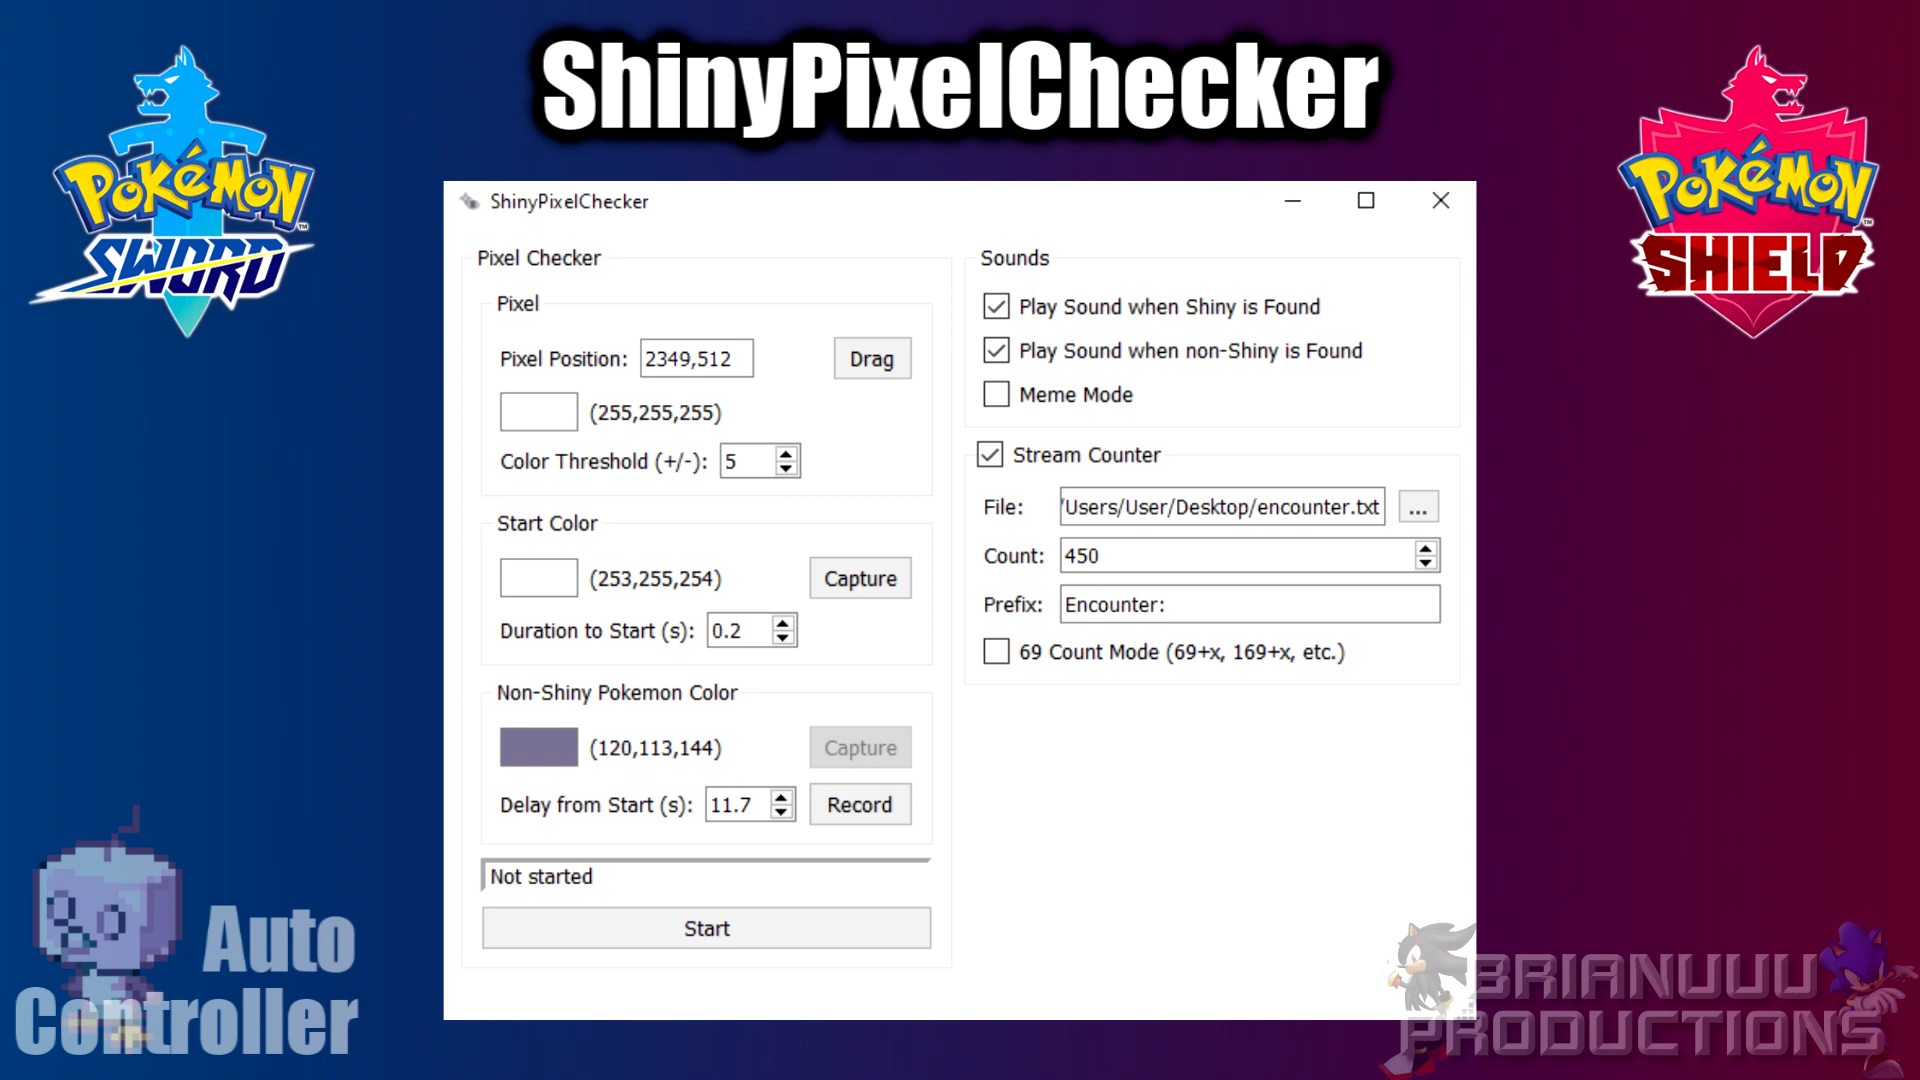 ShinyPixelChecker
POKÉMON
SWORD
POKÉMON
SHIELD
ShinyPixelChecker
Pixel Checker
Pixel
Pixel Position: 2349,512 Drag
(255,255,255)
Color Threshold (+/-): 5
Start Color
(253,255,254) Capture
Duration to Start (s): 0.2
Non-Shiny Pokemon Color
(120,113,144) Capture
Delay from Start (s): 11.7 Record
Not started
Start
Sounds
Play Sound when Shiny is Found
Play Sound when non-Shiny is Found
Meme Mode
Stream Counter
File: /Users/User/Desktop/encounter.txt ...
Count: 450
Prefix: Encounter:
69 Count Mode (69+x, 169+x, etc.)
Auto
Controller
BRIANUUU
PRODUCTIONS